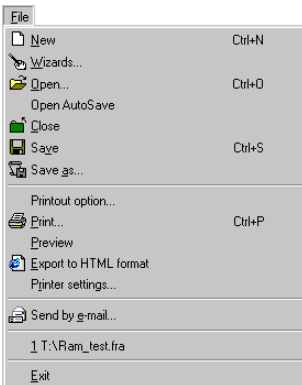 File
New Ctrl+N
Wizards...
Open... Ctrl+O
Open AutoSave
Close
Save Ctrl+S
Save as...
Printout option...
Print... Ctrl+P
Preview
Export to HTML format
Printer settings...
Send by e-mail...
1 T:\Ram_test.fra
Exit